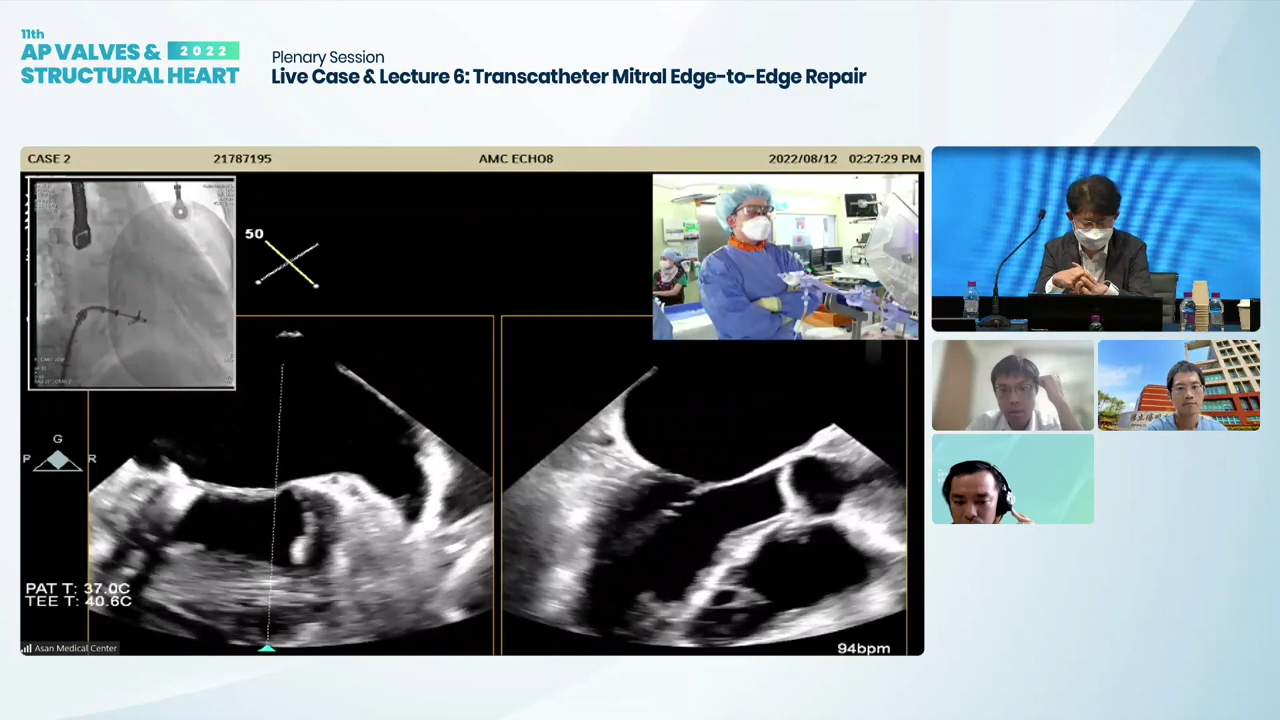 11th
AP VALVES & 2022
STRUCTURAL HEART
Plenary Session
Live Case & Lecture 6: Transcatheter Mitral Edge-to-Edge Repair
CASE 2 21787195 AMC ECHO8 2022/08/12 02:27:29 PM
50
G
P R
PAT T: 37.0C
TEE T: 40.6C
94bpm
Asan Medical Center